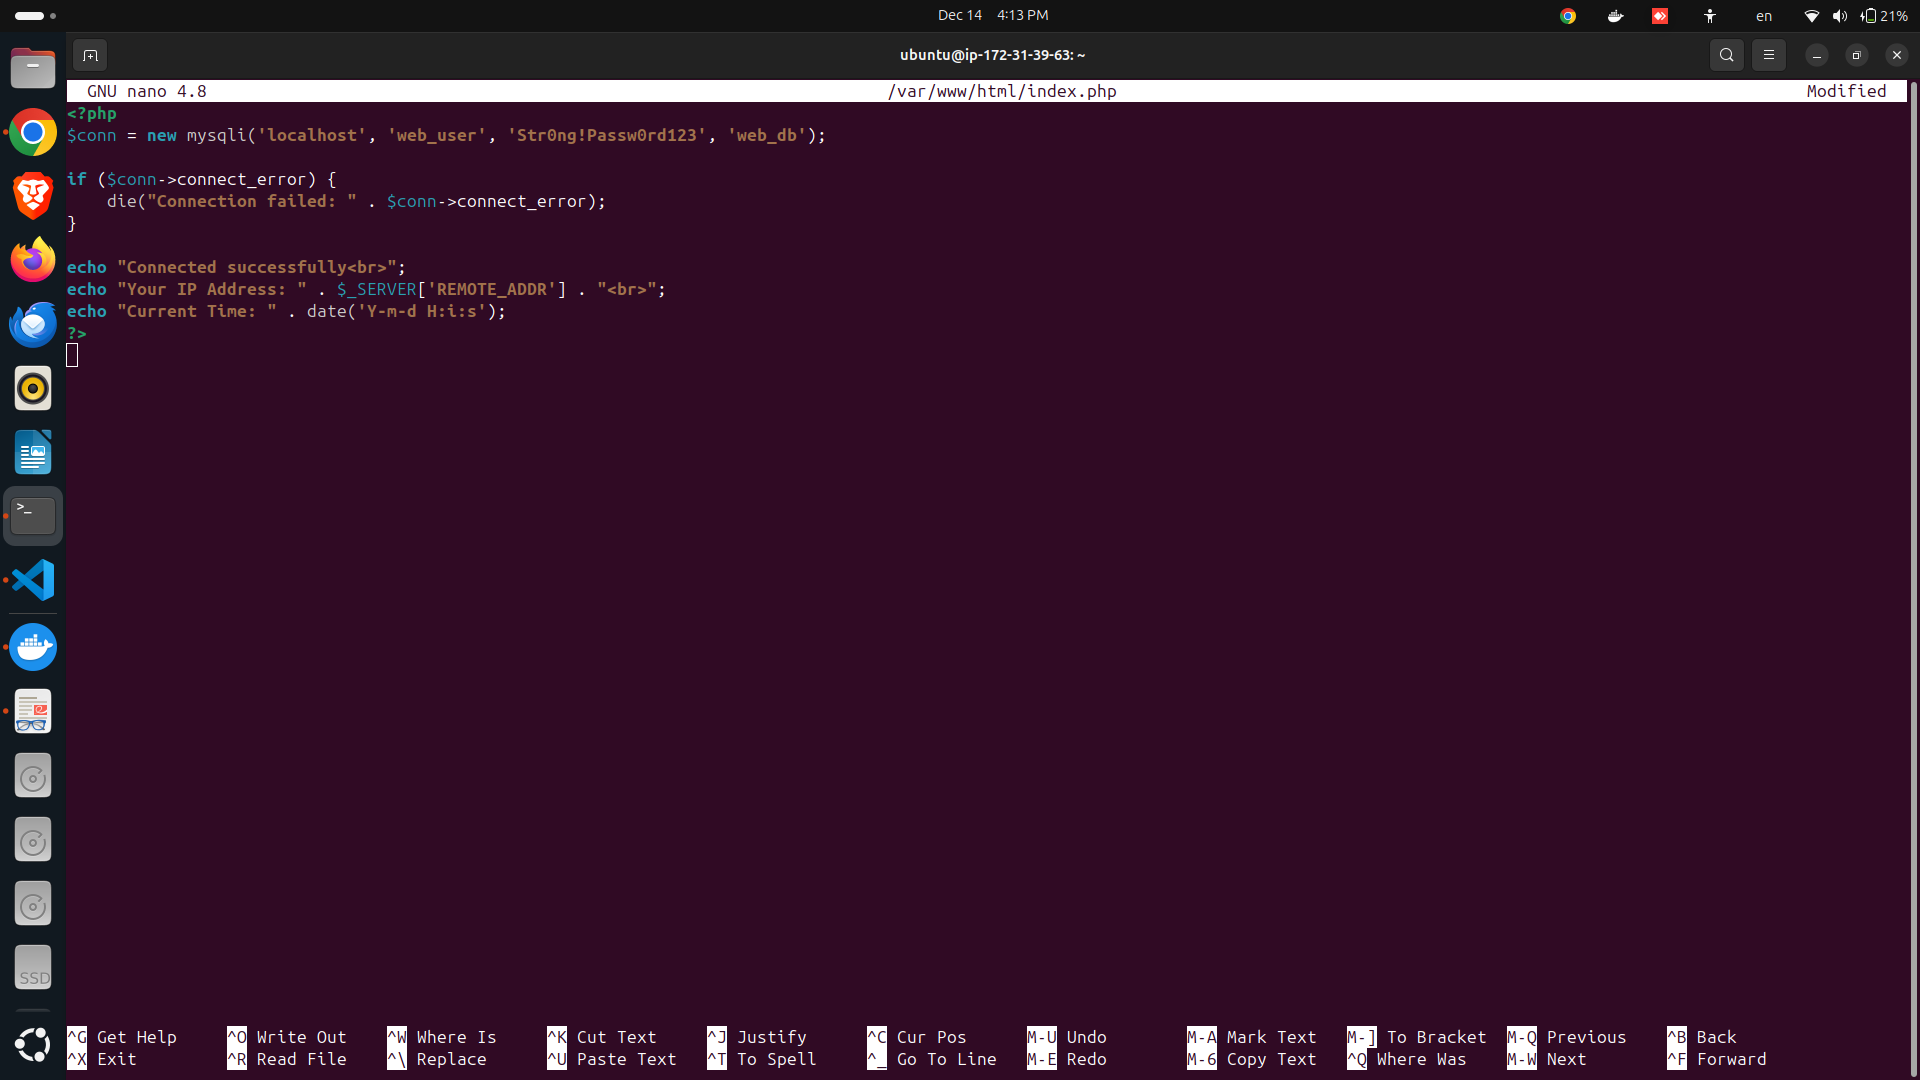 Dec 14 4:13 PM
en
21%
ubuntu@ip-172-31-39-63: ~
GNU nano 4.8 /var/www/html/index.php Modified
<?php
$conn = new mysqli('localhost', 'web_user', 'Str0ng!Passw0rd123', 'web_db');
if ($conn->connect_error) {
    die("Connection failed: " . $conn->connect_error);
}
echo "Connected successfully<br>";
echo "Your IP Address: " . $_SERVER['REMOTE_ADDR'] . "<br>";
echo "Current Time: " . date('Y-m-d H:i:s');
?>
>_
SSD
^G Get Help ^O Write Out ^W Where Is ^K Cut Text ^J Justify ^C Cur Pos M-U Undo M-A Mark Text M-] To Bracket M-Q Previous ^B Back
^X Exit ^R Read File ^\ Replace ^U Paste Text ^T To Spell ^_ Go To Line M-E Redo M-6 Copy Text ^Q Where Was M-W Next ^F Forward